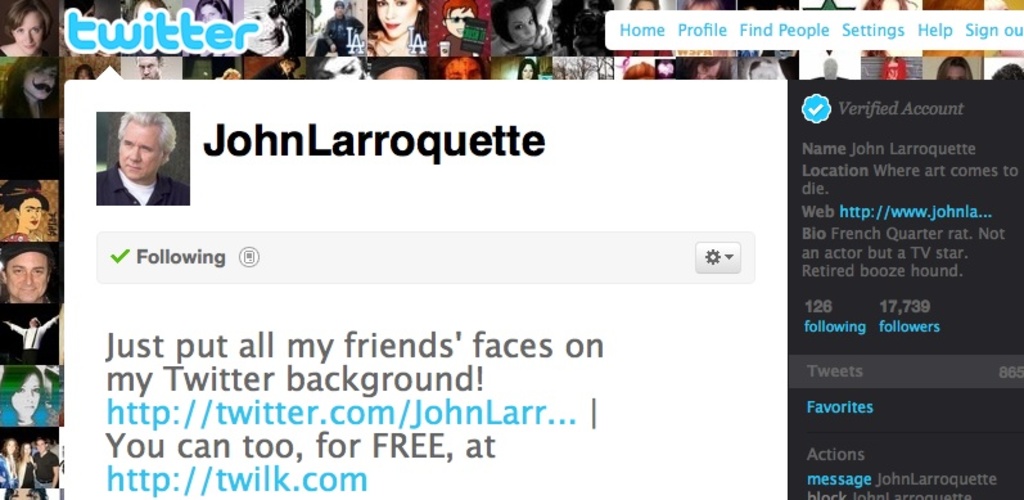 twitter
Home Profile Find People Settings Help Sign ou
JohnLarroquette
Following
Just put all my friends' faces on
my Twitter background!
http://twitter.com/JohnLarr... |
You can too, for FREE, at
http://twilk.com
Verified Account
Name John Larroquette
Location Where art comes to
die.
Web http://www.johnla...
Bio French Quarter rat. Not
an actor but a TV star.
Retired booze hound.
126 17,739
following followers
Tweets 865
Favorites
Actions
message JohnLarroquette
block JohnLarroquette